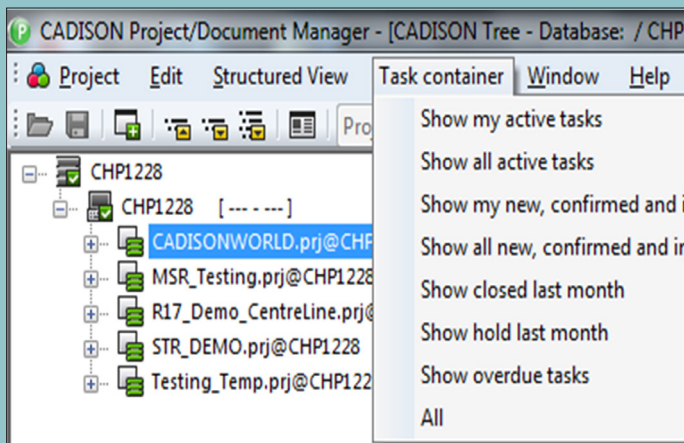 CADISON Project/Document Manager - [CADISON Tree - Database: / CHP
Project Edit Structured View Task container Window Help
Pro
CHP1228
CHP1228 [ --- - --- ]
CADISONWORLD.prj@CHP
MSR_Testing.prj@CHP1228
R17_Demo_CentreLine.prj@
STR_DEMO.prj@CHP1228
Testing_Temp.prj@CHP122
Show my active tasks
Show all active tasks
Show my new, confirmed and i
Show all new, confirmed and in
Show closed last month
Show hold last month
Show overdue tasks
All